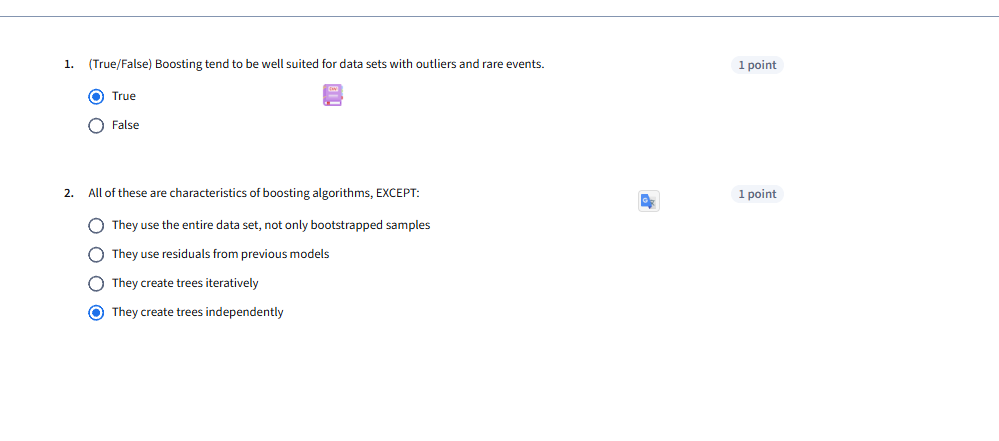 1. (True/False) Boosting tend to be well suited for data sets with outliers and rare events.
1 point
True
False
2. All of these are characteristics of boosting algorithms, EXCEPT:
1 point
They use the entire data set, not only bootstrapped samples
They use residuals from previous models
They create trees iteratively
They create trees independently